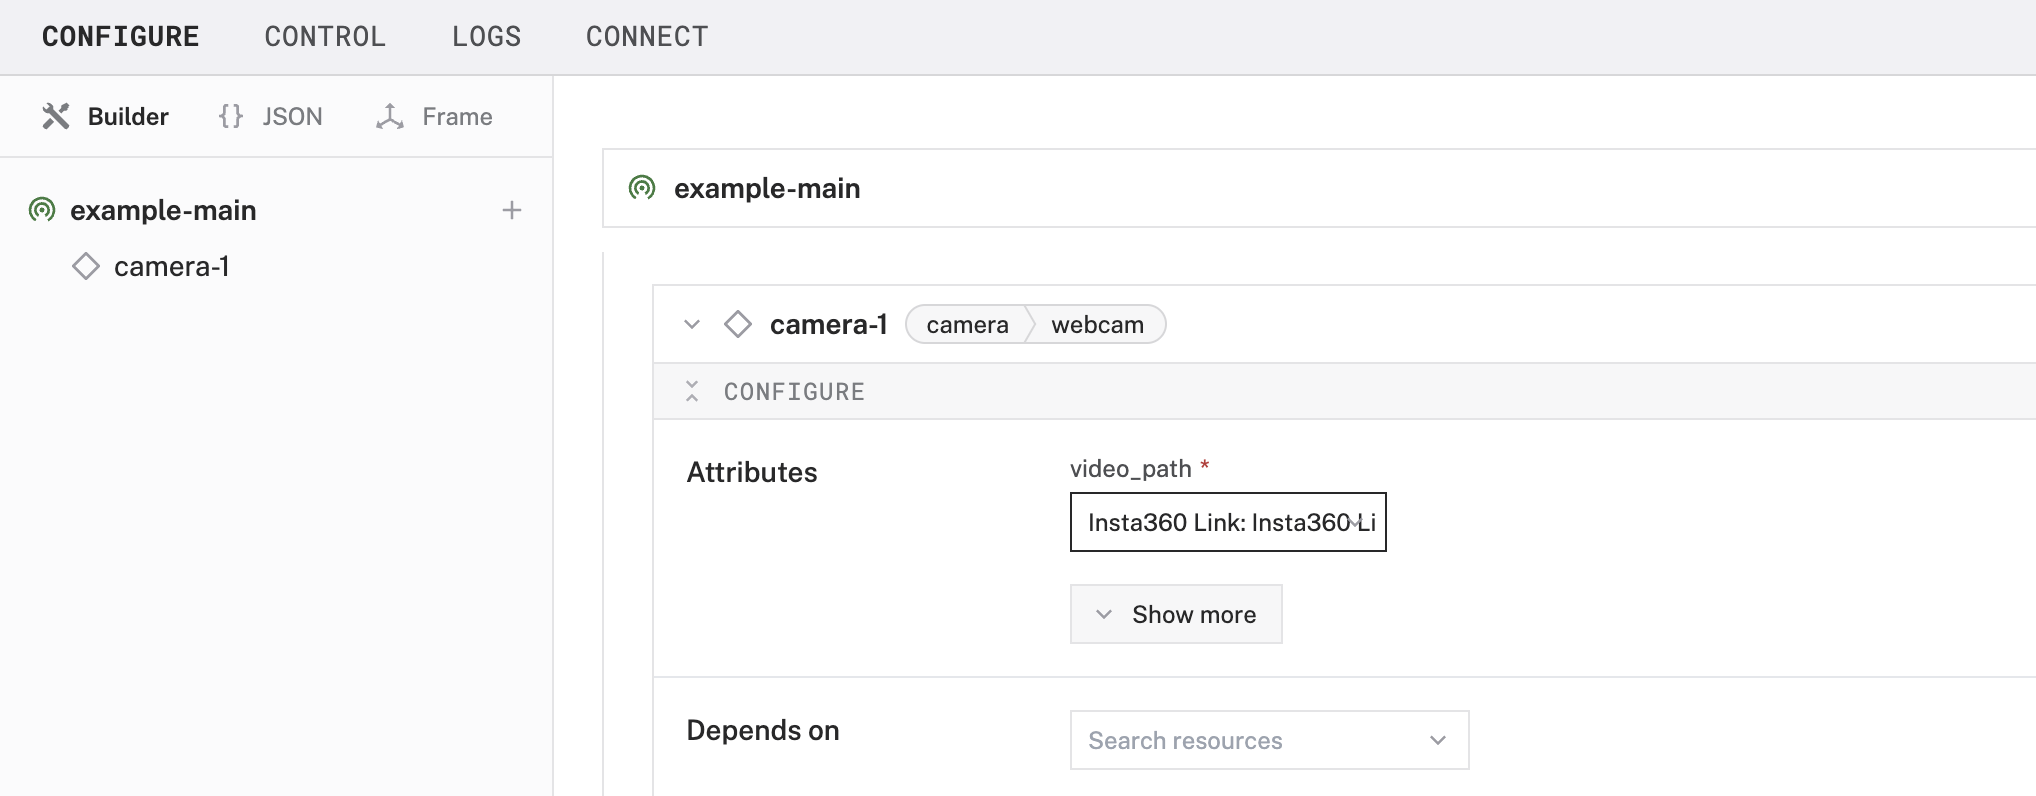 CONFIGURE CONTROL LOGS CONNECT
Builder {} JSON Frame
example-main
camera-1
example-main
camera-1 camera webcam
CONFIGURE
Attributes
video_path *
Insta360 Link: Insta360 Li
Show more
Depends on
Search resources